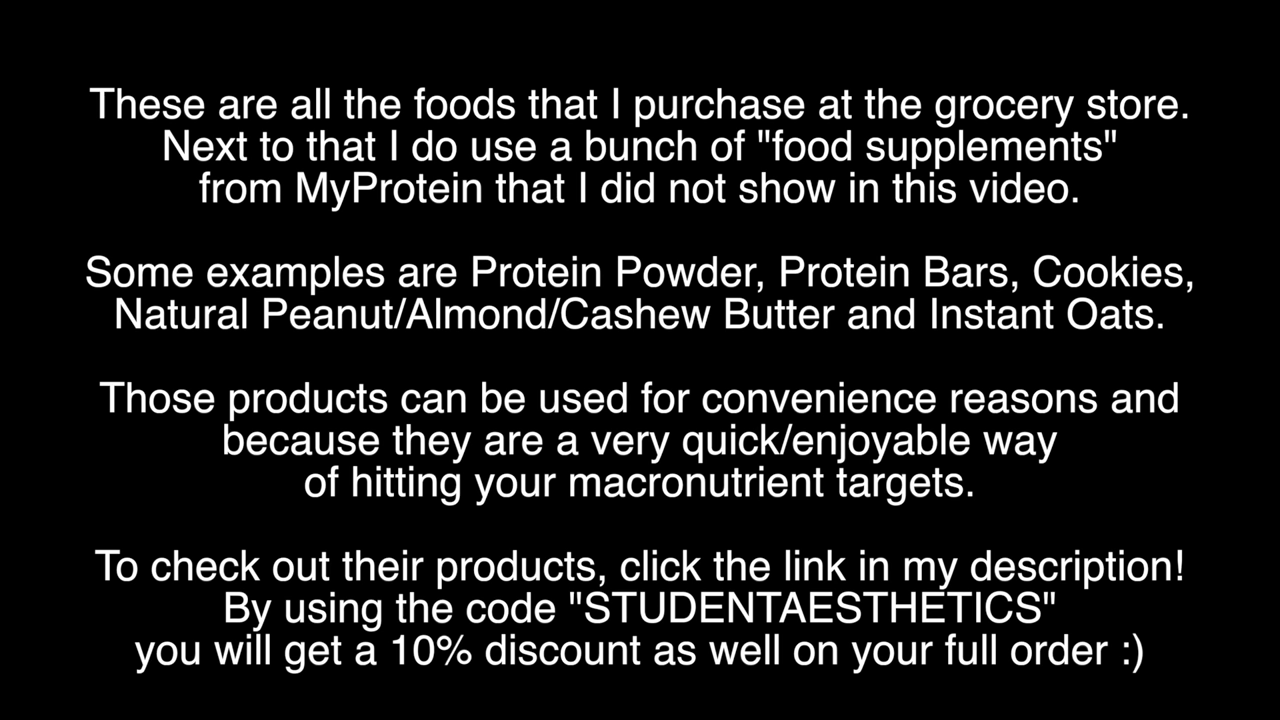 These are all the foods that I purchase at the grocery store.
Next to that I do use a bunch of "food supplements"
from MyProtein that I did not show in this video.
Some examples are Protein Powder, Protein Bars, Cookies,
Natural Peanut/Almond/Cashew Butter and Instant Oats.
Those products can be used for convenience reasons and
because they are a very quick/enjoyable way
of hitting your macronutrient targets.
To check out their products, click the link in my description!
By using the code "STUDENTAESTHETICS"
you will get a 10% discount as well on your full order :)